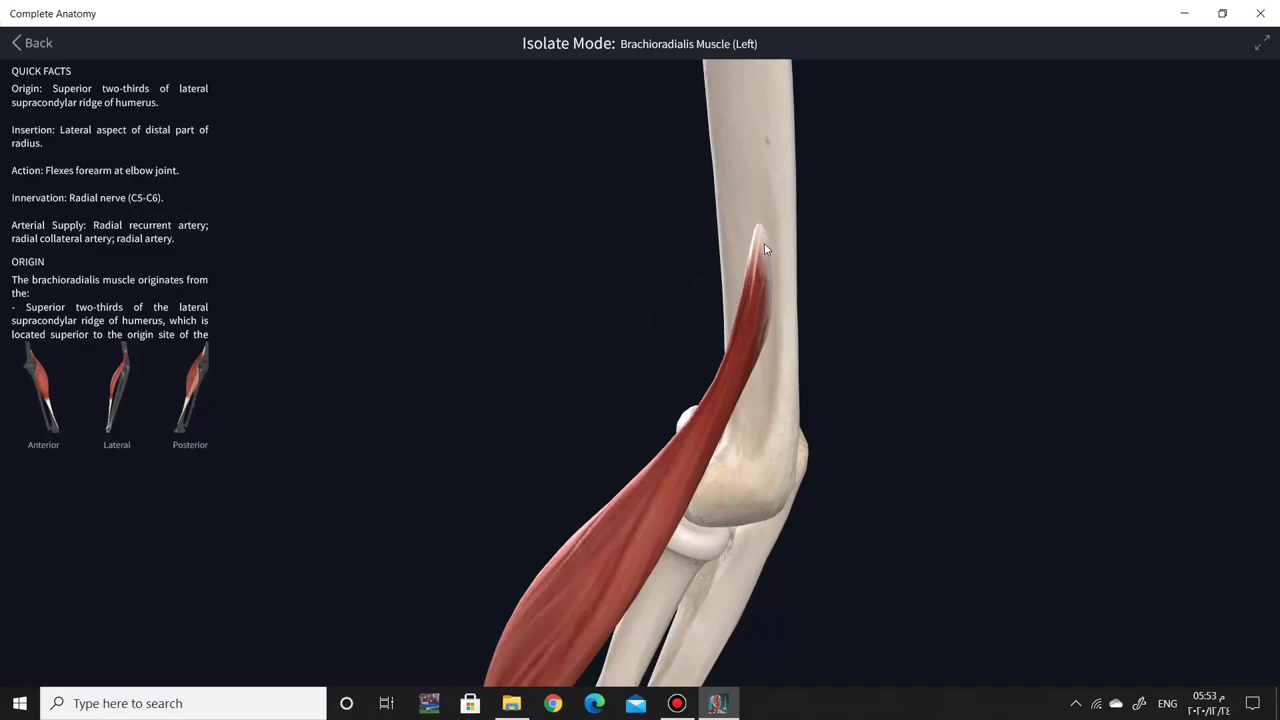 Complete Anatomy
Back
Isolate Mode: Brachioradialis Muscle (Left)
QUICK FACTS
Origin: Superior two-thirds of lateral
supracondylar ridge of humerus.
Insertion: Lateral aspect of distal part of
radius.
Action: Flexes forearm at elbow joint.
Innervation: Radial nerve (C5-C6).
Arterial Supply: Radial recurrent artery;
radial collateral artery; radial artery.
ORIGIN
The brachioradialis muscle originates from
the:
- Superior two-thirds of the lateral
supracondylar ridge of humerus, which is
located superior to the origin site of the
Anterior Lateral Posterior
Type here to search
ENG
05:53 م
٢٠٢٠/١٢/٢٤